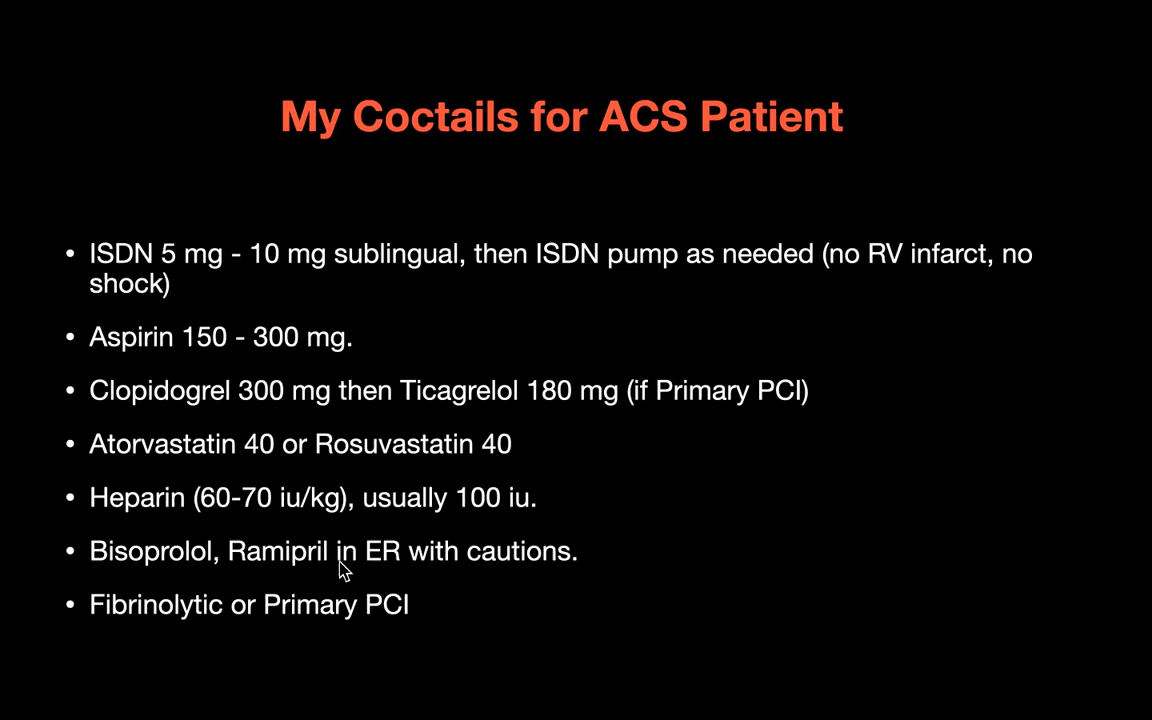 My Coctails for ACS Patient
• ISDN 5 mg - 10 mg sublingual, then ISDN pump as needed (no RV infarct, no
shock)
• Aspirin 150 - 300 mg.
• Clopidogrel 300 mg then Ticagrelol 180 mg (if Primary PCI)
• Atorvastatin 40 or Rosuvastatin 40
• Heparin (60-70 iu/kg), usually 100 iu.
• Bisoprolol, Ramipril in ER with cautions.
• Fibrinolytic or Primary PCI